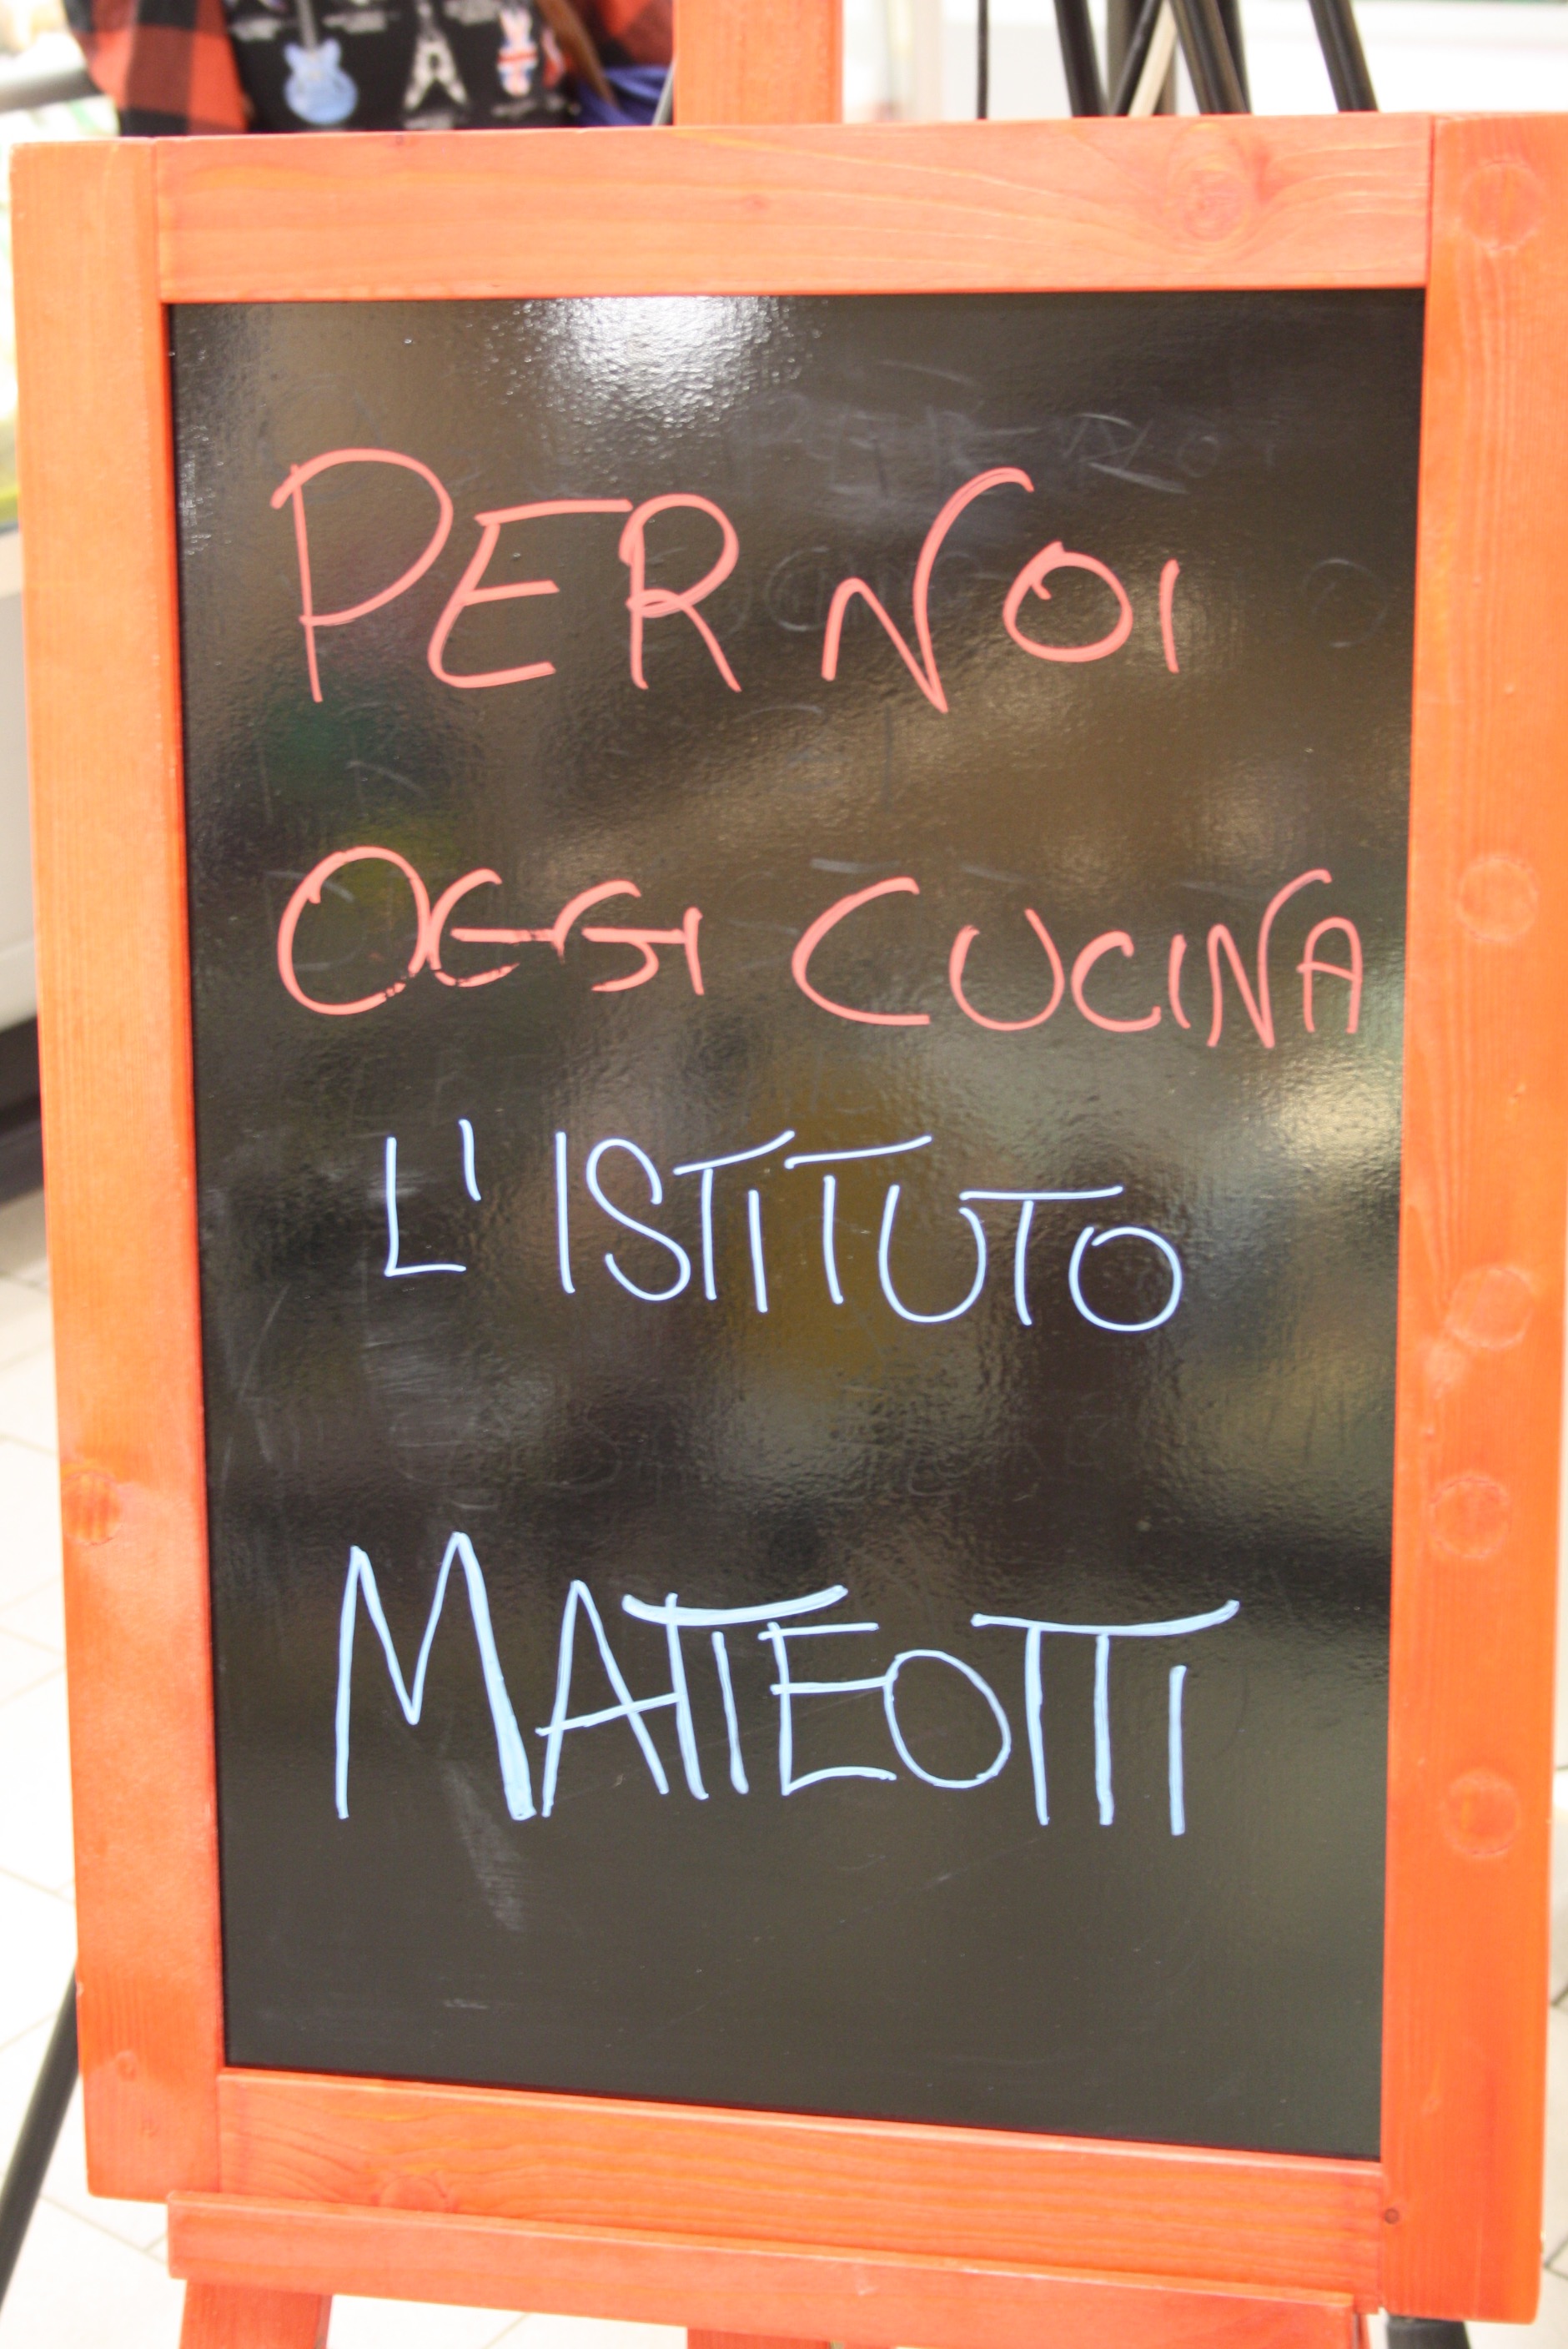 PER NOI
OGGI CUCINA
L' ISTITUTO
MATTEOTTI